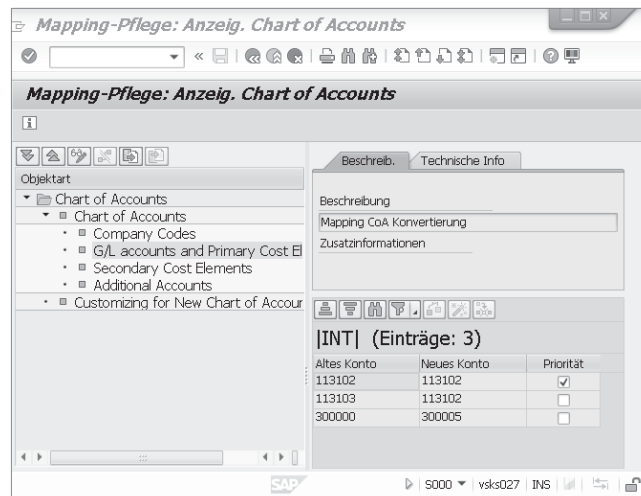 Mapping-Pflege: Anzeig. Chart of Accounts
Mapping-Pflege: Anzeig. Chart of Accounts
Objektart
Chart of Accounts
Chart of Accounts
Company Codes
G/L accounts and Primary Cost El
Secondary Cost Elements
Additional Accounts
Customizing for New Chart of Accour
Beschreib. Technische Info
Beschreibung
Mapping CoA Konvertierung
Zusatzinformationen
|INT| (Einträge: 3)
Altes Konto Neues Konto Priorität
113102 113102
113103 113102
300000 300005
SAP S000 vsks027 INS